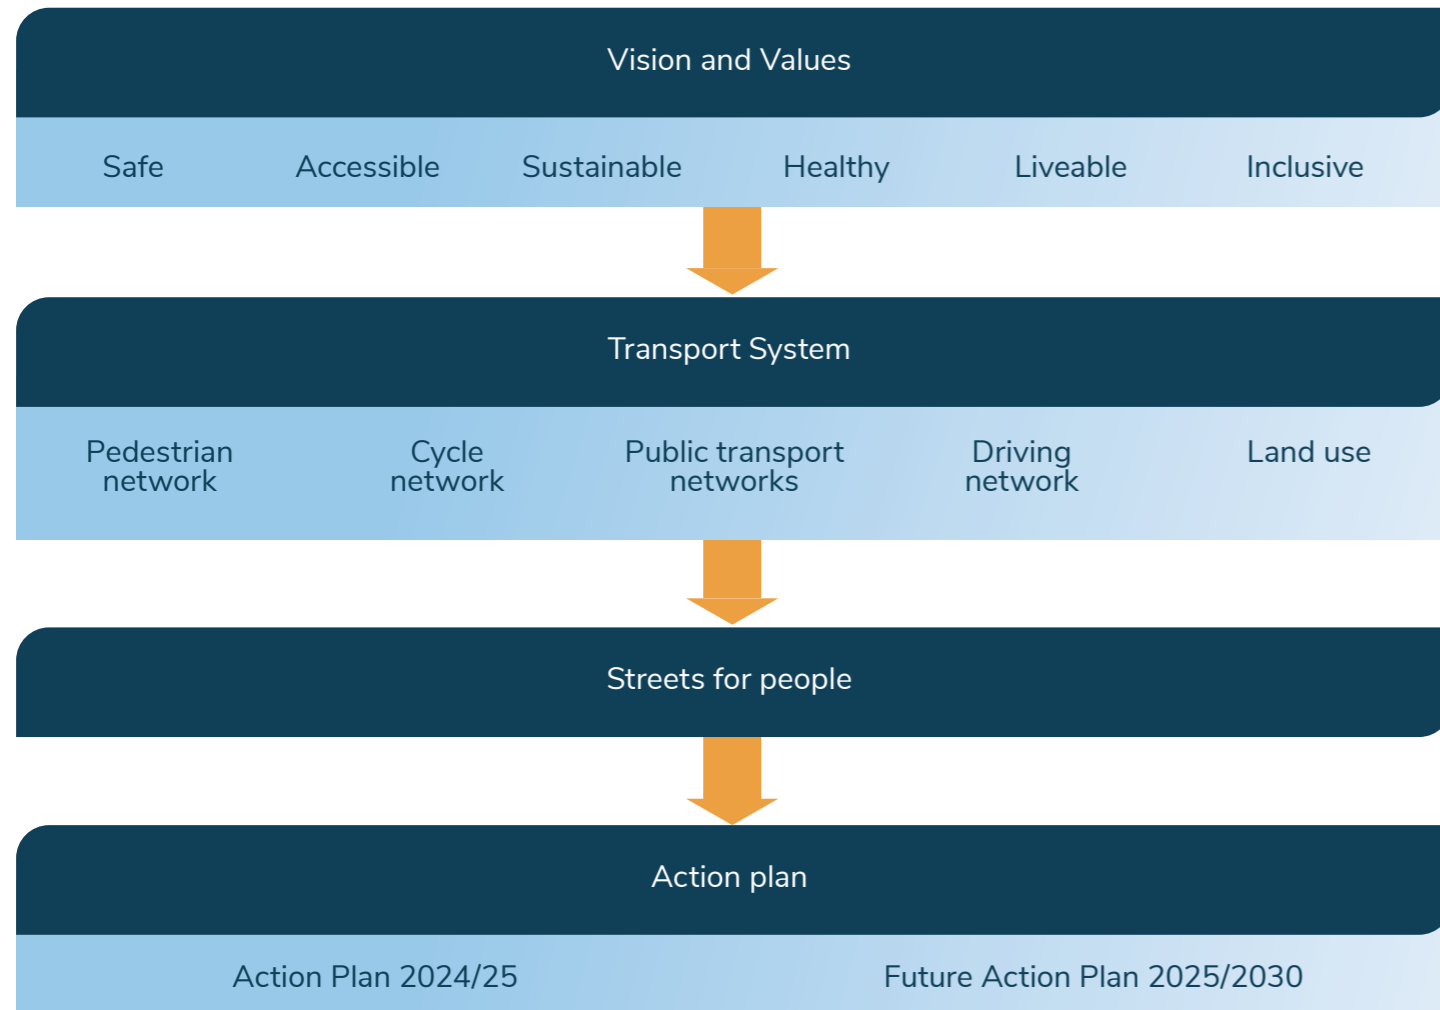 Vision and Values
Safe Accessible Sustainable Healthy Liveable Inclusive
Transport System
Pedestrian network
Cycle network
Public transport networks
Driving network
Land use
Streets for people
Action plan
Action Plan 2024/25
Future Action Plan 2025/2030